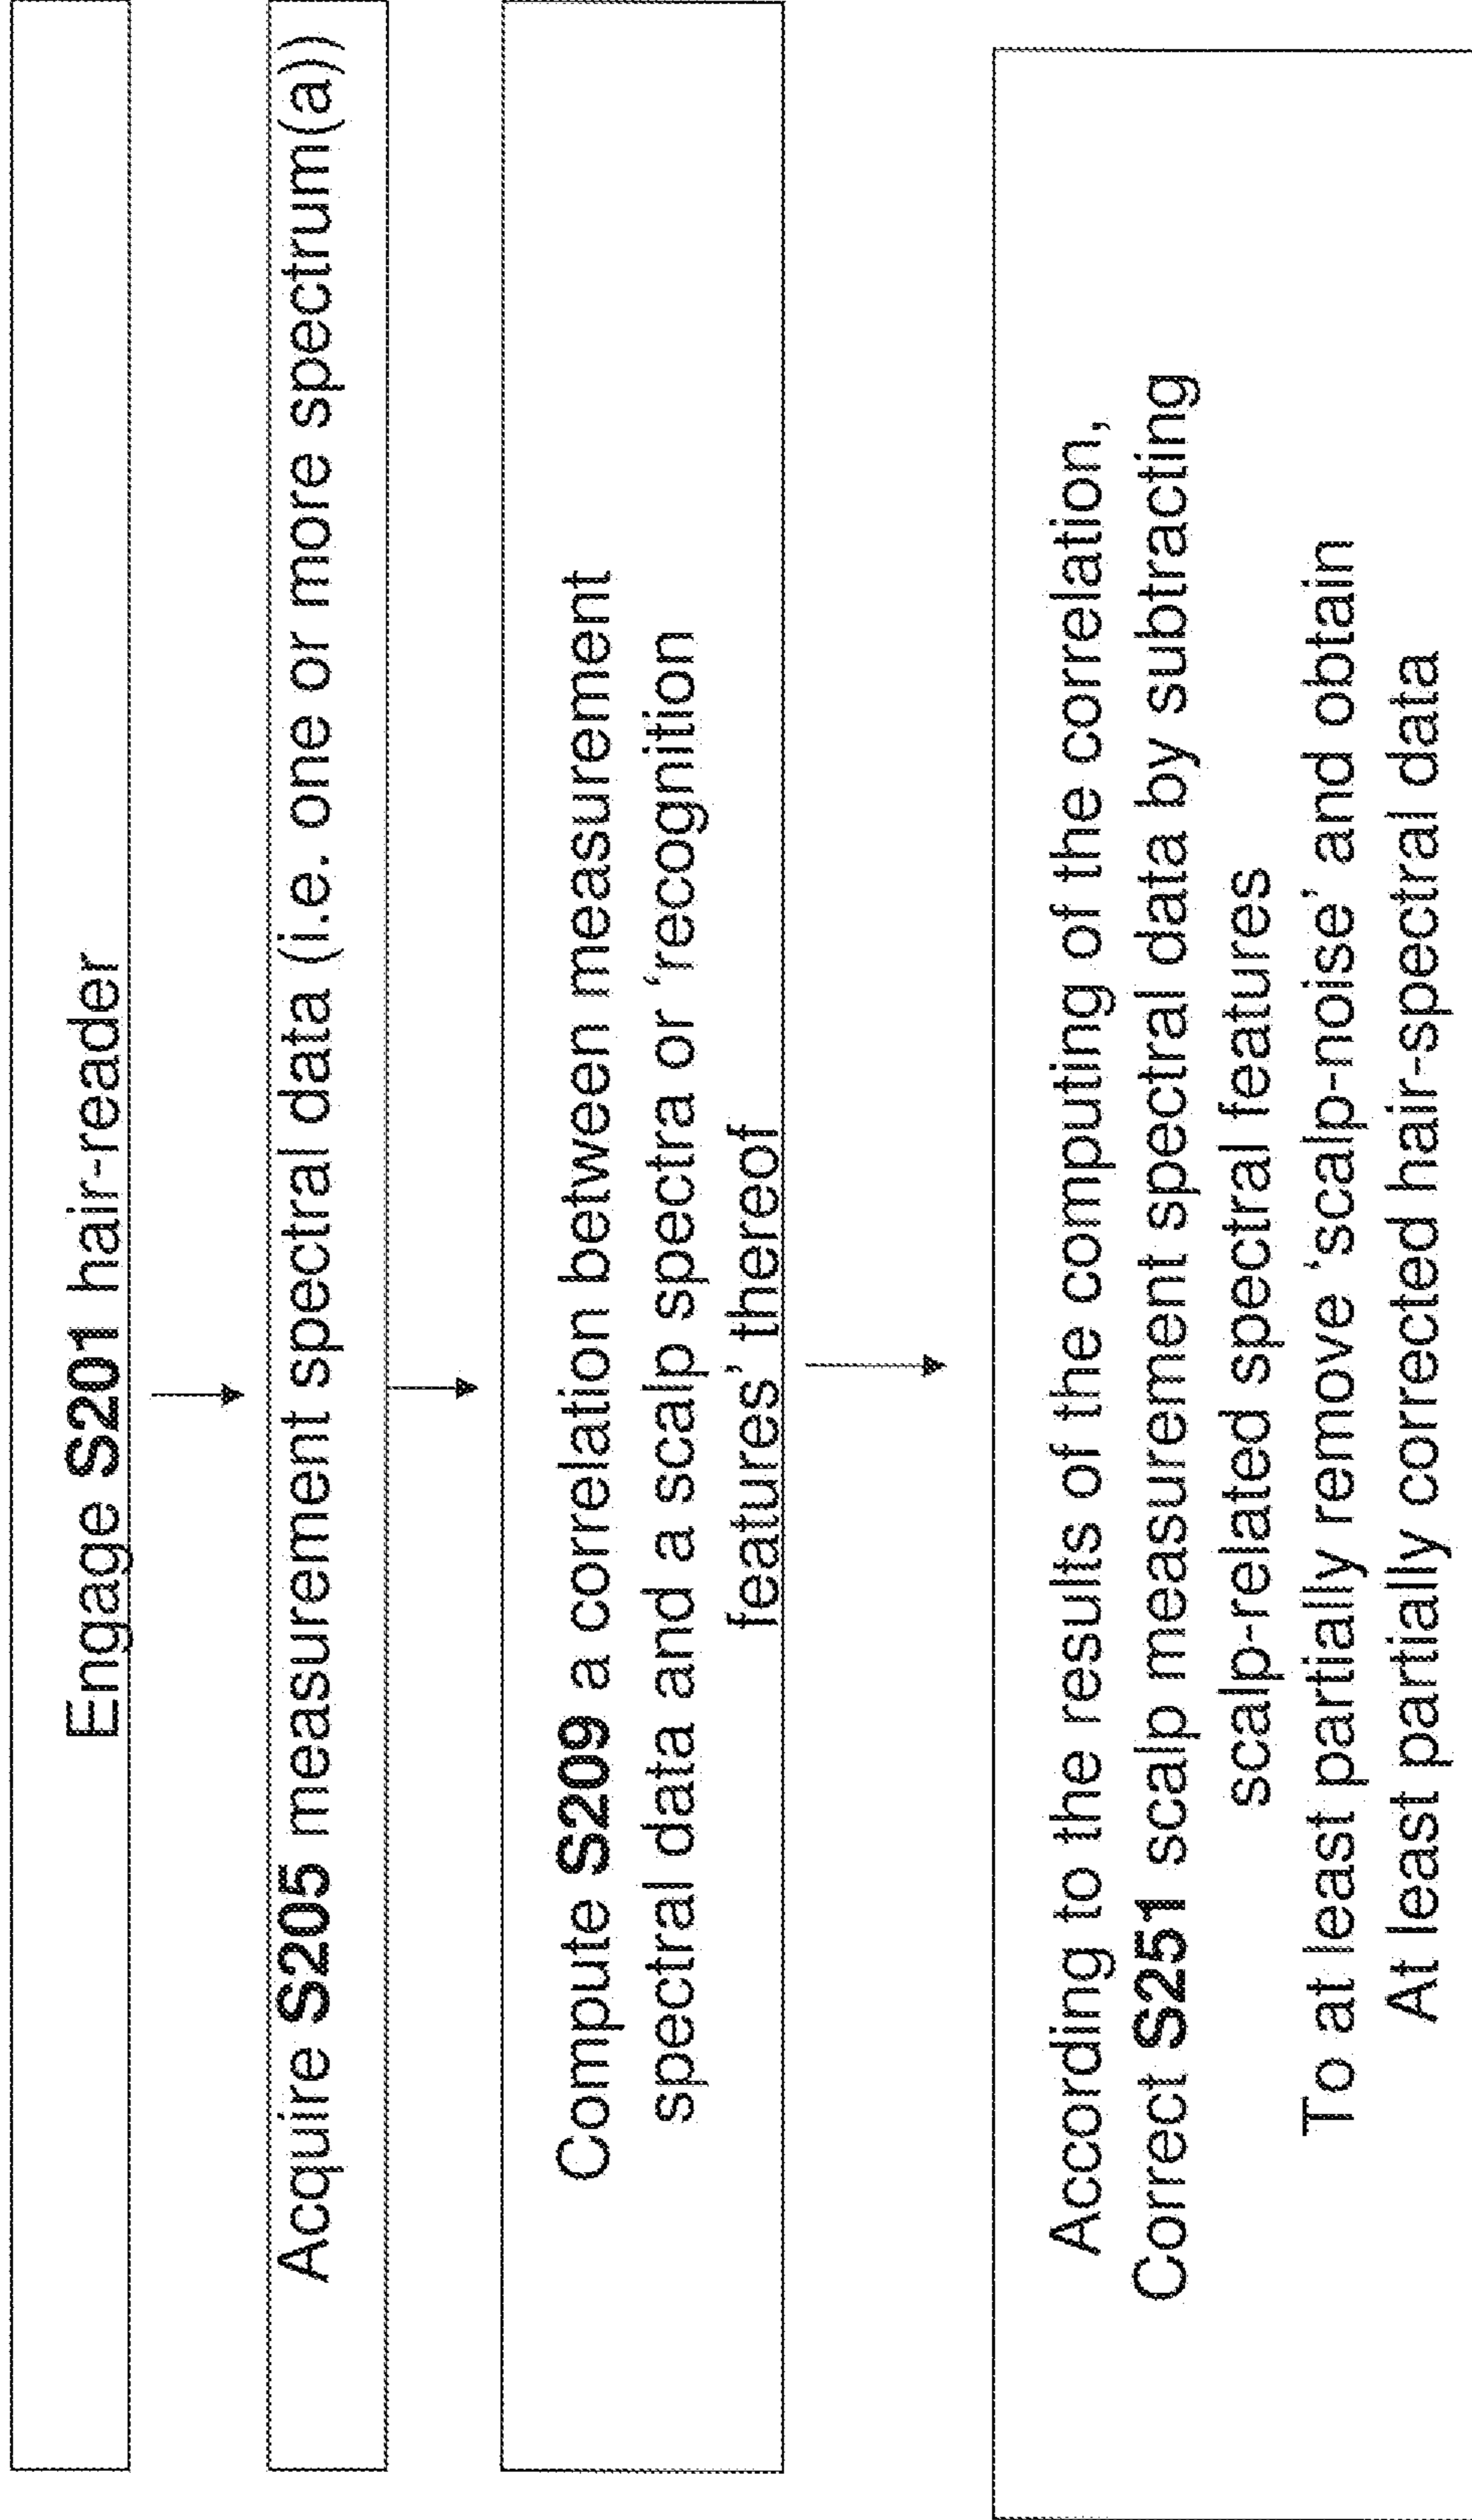 Engage S201 hair-reader
Acquire S205 measurement spectral data (i.e. one or more spectrum(a))
Compute S209 a correlation between measurement
spectral data and a scalp spectra or ‘recognition
features’ thereof
According to the results of the computing of the correlation,
Correct S251 scalp measurement spectral data by subtracting
scalp-related spectral features
To at least partially remove ‘scalp-noise’ and obtain
At least partially corrected hair-spectral data